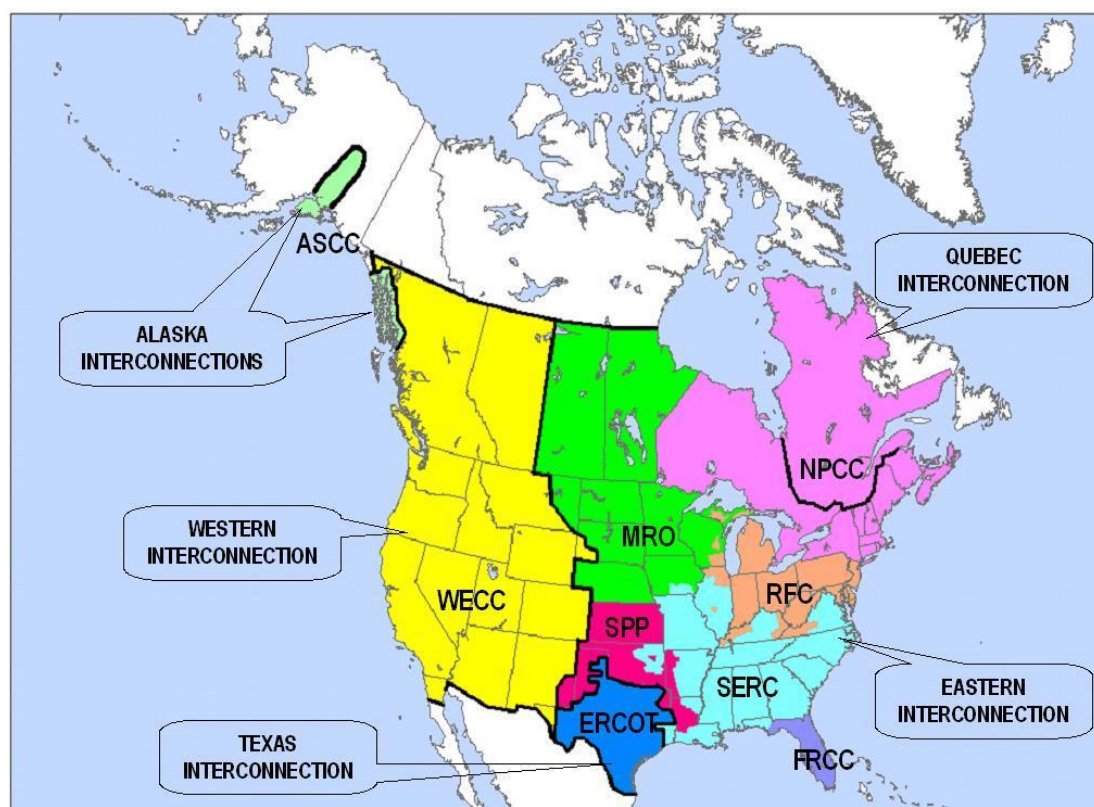 ASCC
QUEBEC
INTERCONNECTION
ALASKA
INTERCONNECTIONS
NPCC
WESTERN
INTERCONNECTION
MRO
WECC
RFC
SPP
SERC
EASTERN
INTERCONNECTION
ERCOT
TEXAS
INTERCONNECTION
FRCC